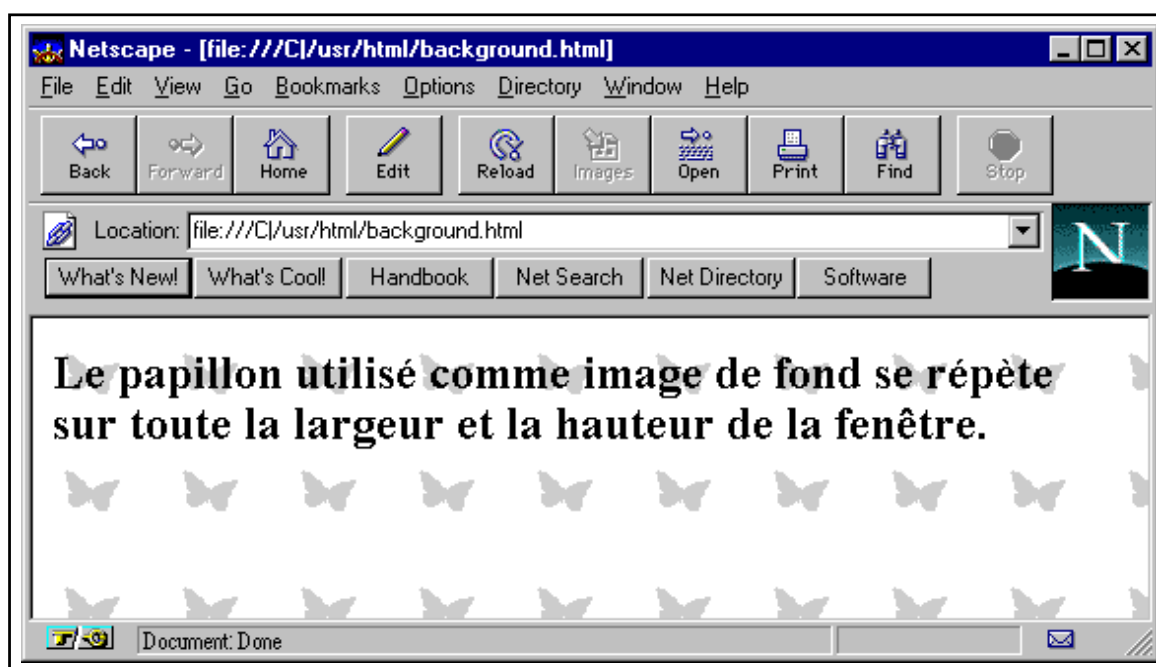 Netscape - [file:///C|/usr/html/background.html]
File Edit View Go Bookmarks Options Directory Window Help
Back Forward Home Edit Reload Images Open Print Find Stop
Location: file:///C|/usr/html/background.html
N
What's New! What's Cool! Handbook Net Search Net Directory Software
Le papillon utilisé comme image de fond se répète
sur toute la largeur et la hauteur de la fenêtre.
Document: Done